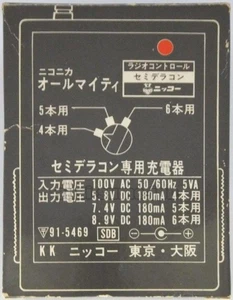 ラジオコントロール
セミデラコン
ニッコー
ニコニカ
オールマイティ
5本用
6本用
4本用
セミデラコン専用充電器
入力電圧 100V AC 50/60Hz 5VA
出力電圧 5.8V DC 180mA 4本用
7.4V DC 180mA 5本用
8.9V DC 180mA 6本用
91-5469 SDB
KK ニッコー 東京・大阪